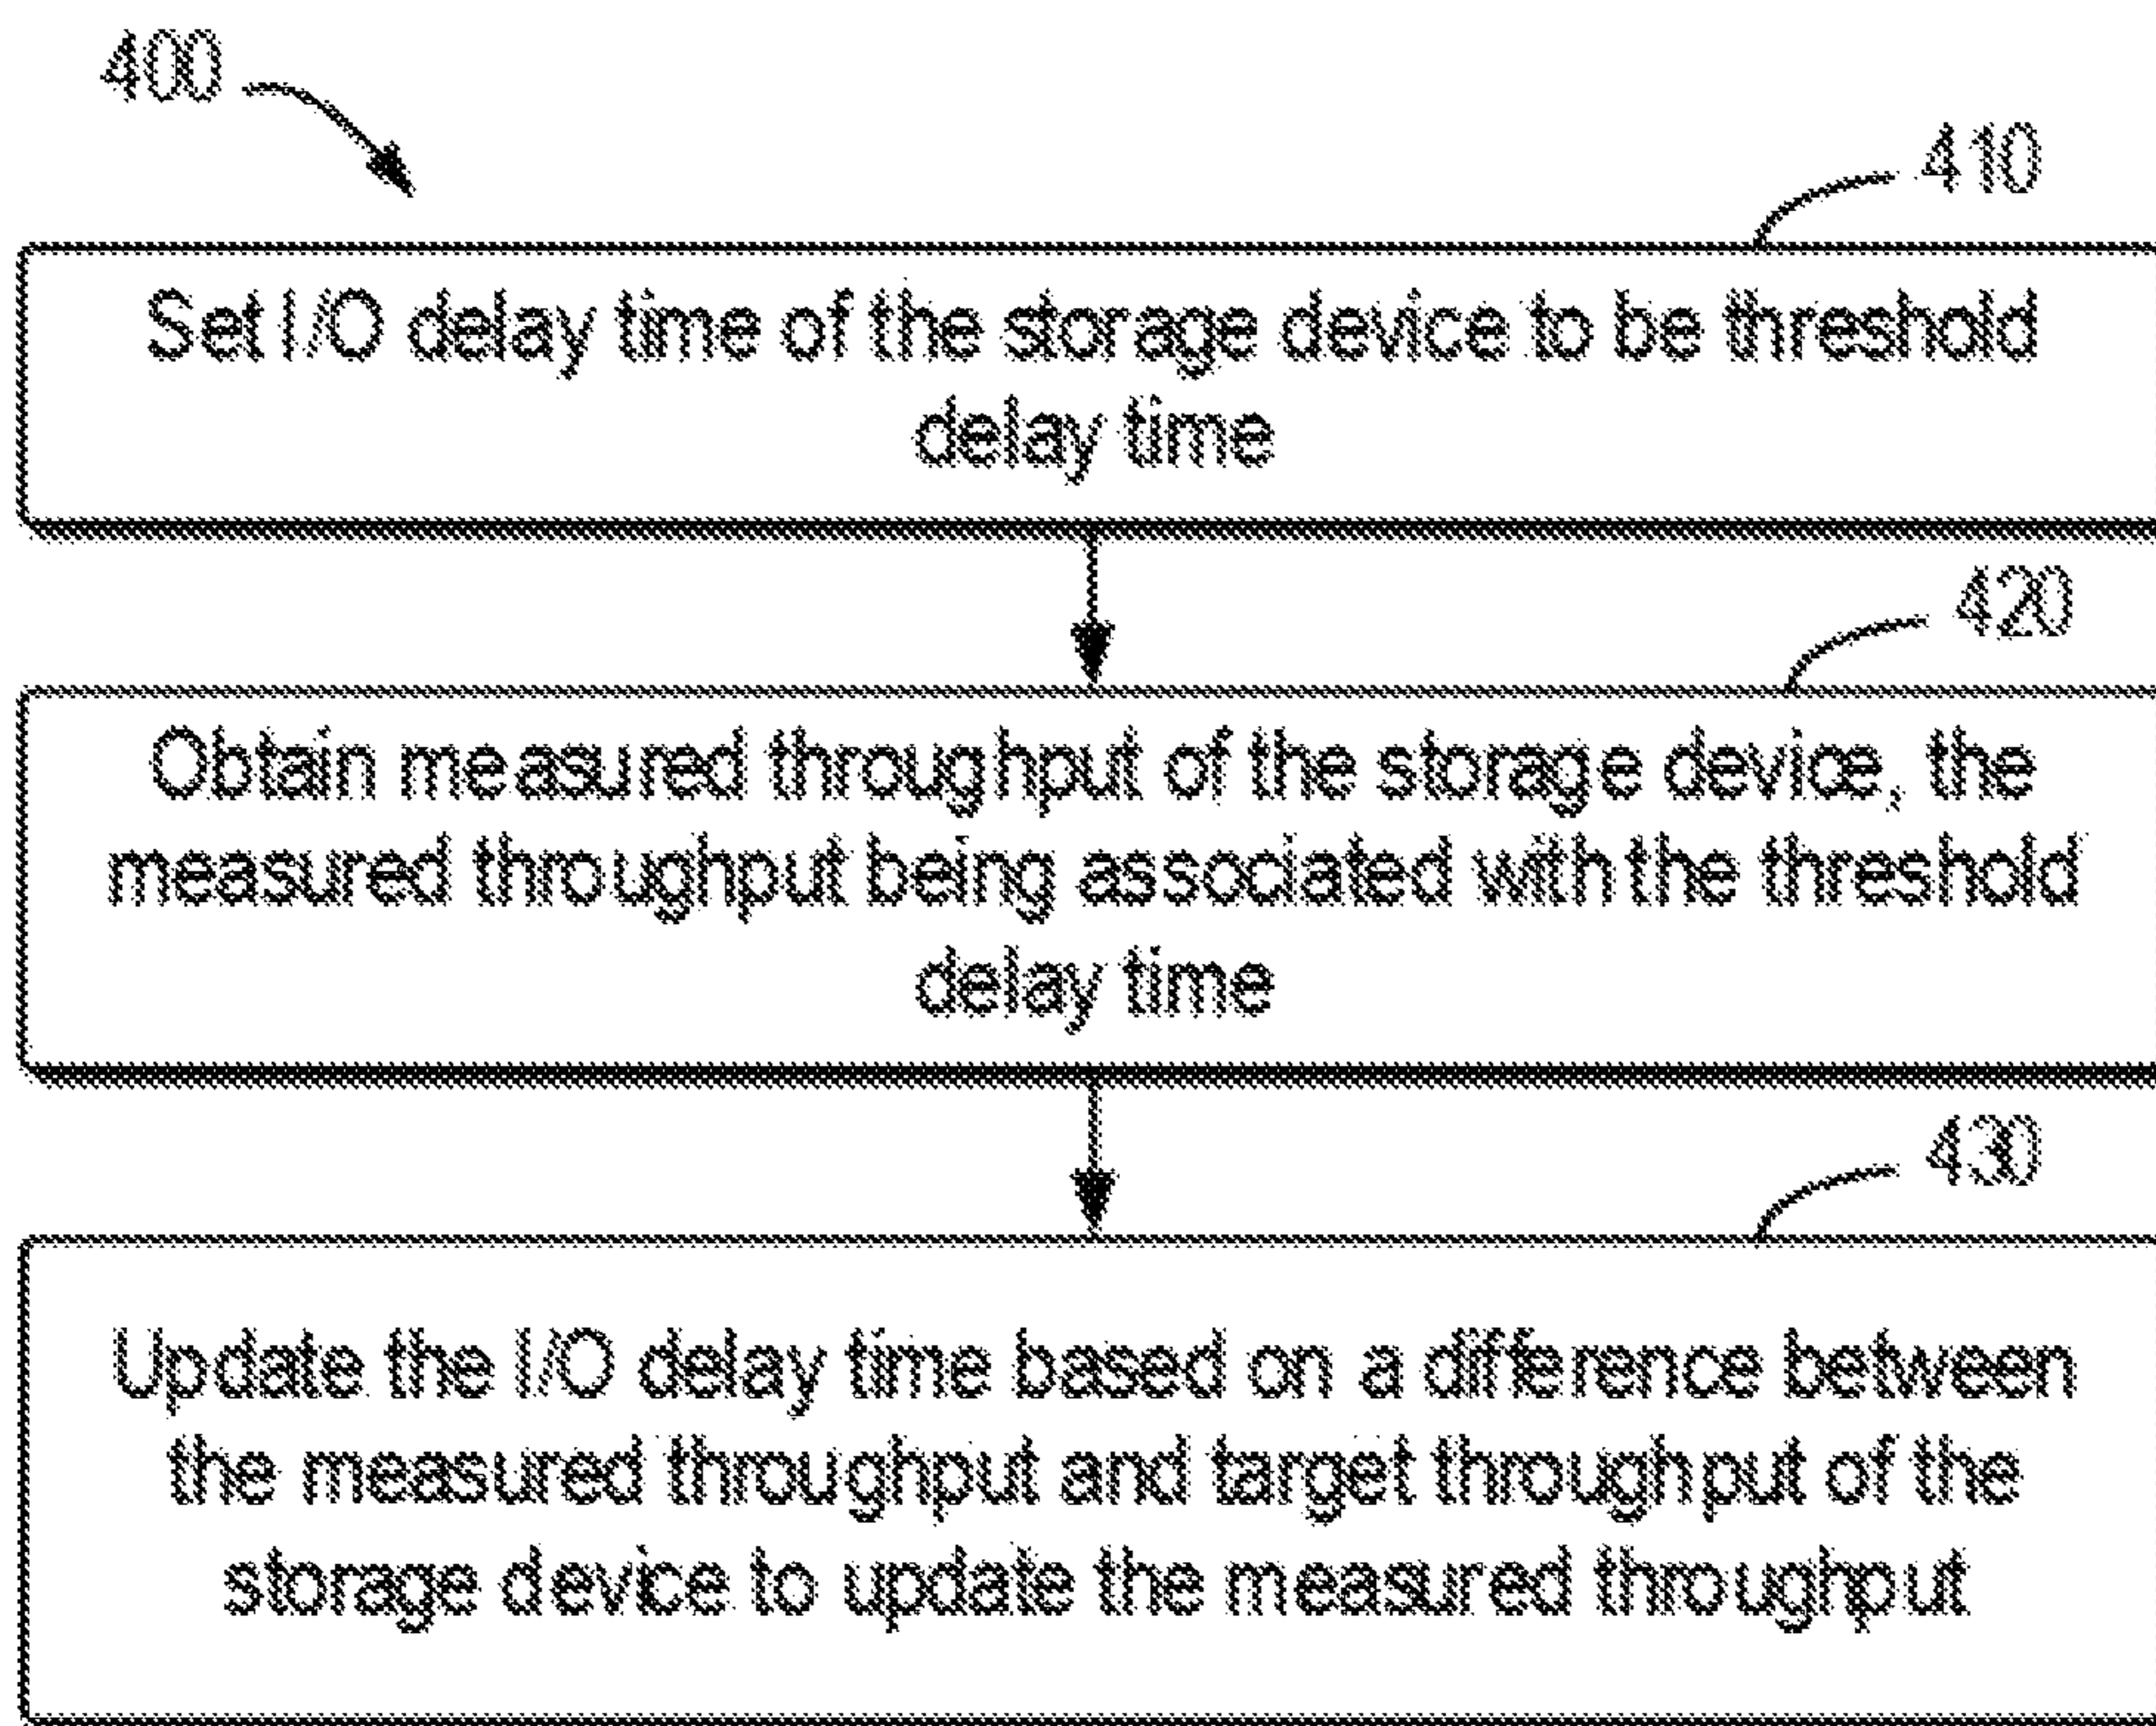 400
410
Set I/O delay time of the storage device to be threshold
delay time
420
Obtain measured throughput of the storage device, the
measured throughput being associated with the threshold
delay time
430
Update the I/O delay time based on a difference between
the measured throughput and target throughput of the
storage device to update the measured throughput